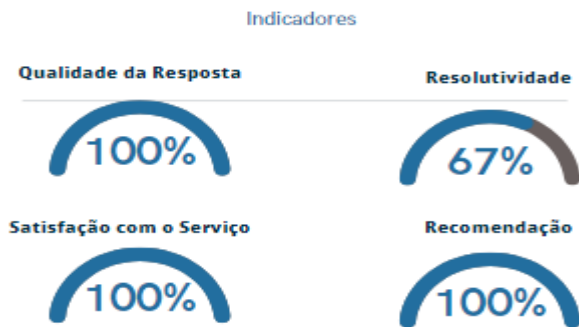 Indicadores
Qualidade da Resposta
Resolutividade
100%
67%
Satisfação com o Serviço
Recomendação
100%
100%